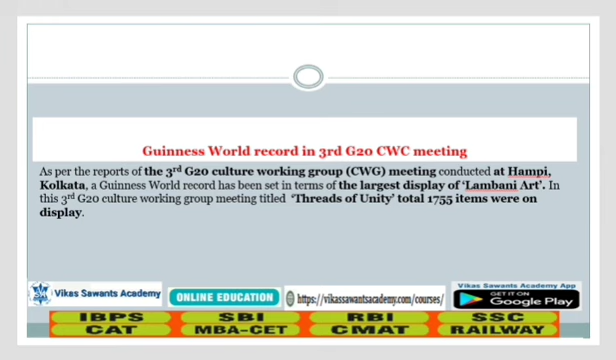 Guinness World record in 3rd G20 CWC meeting
As per the reports of the 3rd G20 culture working group (CWG) meeting conducted at Hampi,
Kolkata, a Guinness World record has been set in terms of the largest display of 'Lambani Art'. In
this 3rd G20 culture working group meeting titled 'Threads of Unity' total 1755 items were on
display.
Vikas Sawants Academy
ONLINE EDUCATION
https://vikassawantsacademy.com/courses/
Vikas Sawants Academy App
GET IT ON
Google Play
IBPS SBI RBI SSC
CAT MBA-CET CMAT RAILWAY